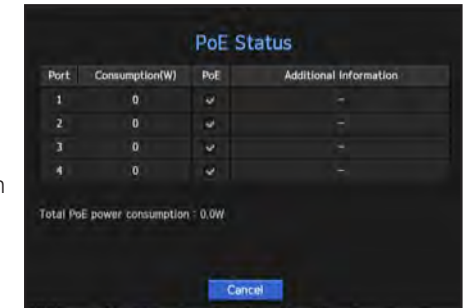 PoE Status
Port Consumption(W) PoE Additional Information
1 0 ✓ –
2 0 ✓ –
3 0 ✓ –
4 0 ✓ –
n
Total PoE power consumption : 0.0W
Cancel